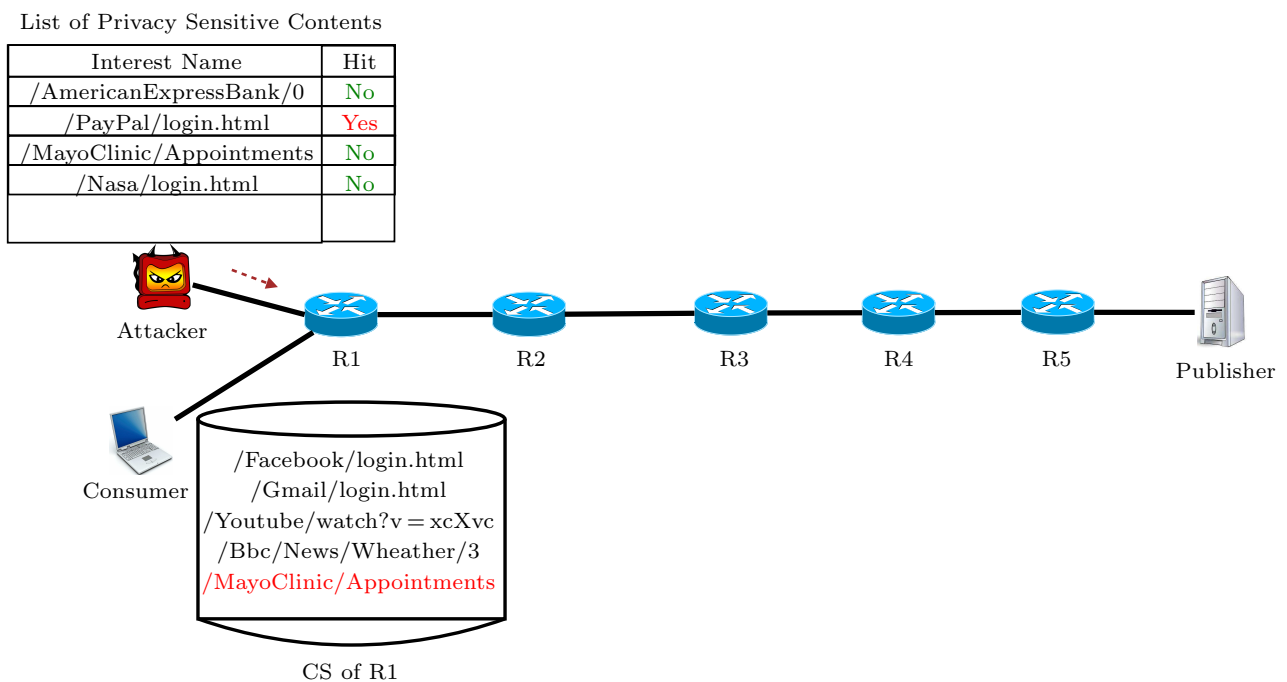 List of Privacy Sensitive Contents
Interest Name Hit
/AmericanExpressBank/0 No
/PayPal/login.html Yes
/MayoClinic/Appointments No
/Nasa/login.html No
Attacker
R1 R2 R3 R4 R5
Publisher
Consumer
/Facebook/login.html
/Gmail/login.html
/Youtube/watch?v = xcXvc
/Bbc/News/Wheather/3
/MayoClinic/Appointments
CS of R1